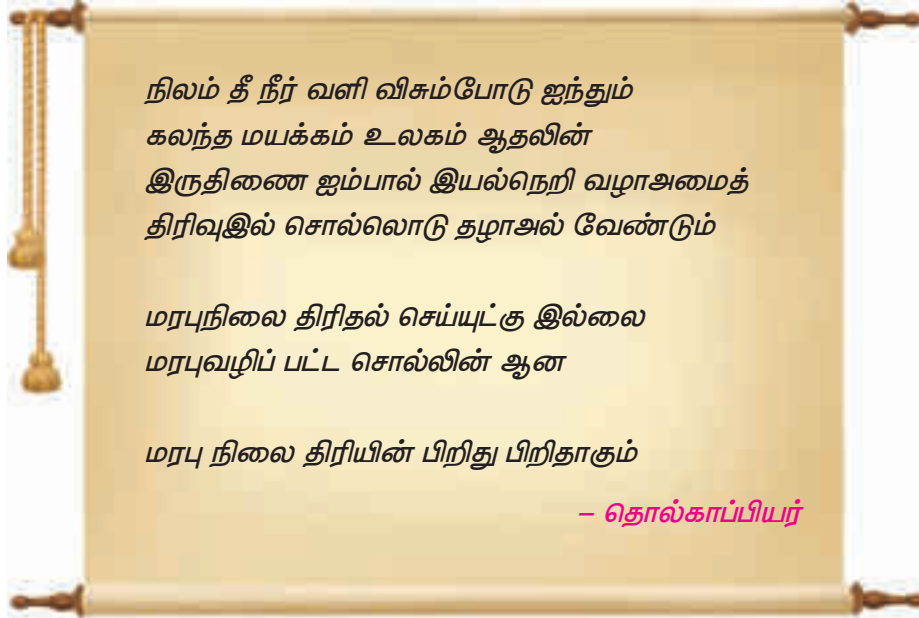 நிலம் தீ நீர் வளி விசும்போடு ஐந்தும்
கலந்த மயக்கம் உலகம் ஆதலின்
இருதிணை ஐம்பால் இயல்நெறி வழாஅமைத்
திரிவுஇல் சொல்லொடு தழாஅல் வேண்டும்
மரபுநிலை திரிதல் செய்யுட்கு இல்லை
மரபுவழிப் பட்ட சொல்லின் ஆன
மரபு நிலை திரியின் பிறிது பிறிதாகும்
– தொல்காப்பியர்